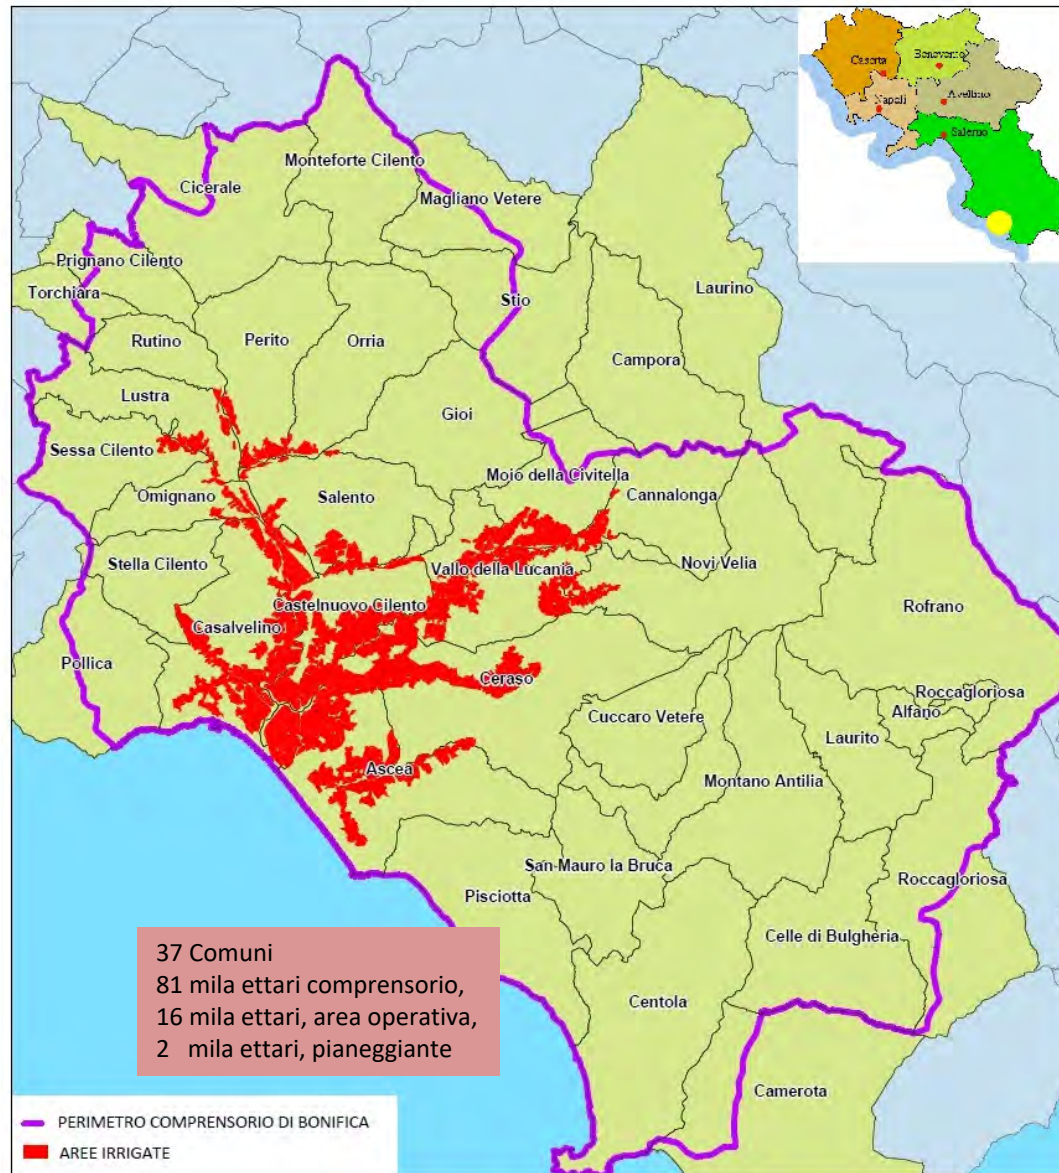 Caserta
Benevento
Napoli
Avellino
Salerno
Monteforte Cilento
Cicerale
Magliano Vetere
Prignano Cilento
Torchiara
Laurino
Stio
Rutino
Perito
Orria
Campora
Lustra
Gioi
Sessa Cilento
Moio della Civitella
Omignano
Salento
Cannalonga
Stella Cilento
Vallo della Lucania
Novi Velia
Castelnuovo Cilento
Rofrano
Casalvelino
Pollica
Ceraso
Roccagloriosa
Alfano
Cuccaro Vetere
Laurito
Ascea
Montano Antilia
San Mauro la Bruca
Roccagloriosa
Pisciotta
Celle di Bulgheria
Centola
Camerota
37 Comuni
81 mila ettari comprensorio,
16 mila ettari, area operativa,
2 mila ettari, pianeggiante
PERIMETRO COMPRENSORIO DI BONIFICA
AREE IRRIGATE